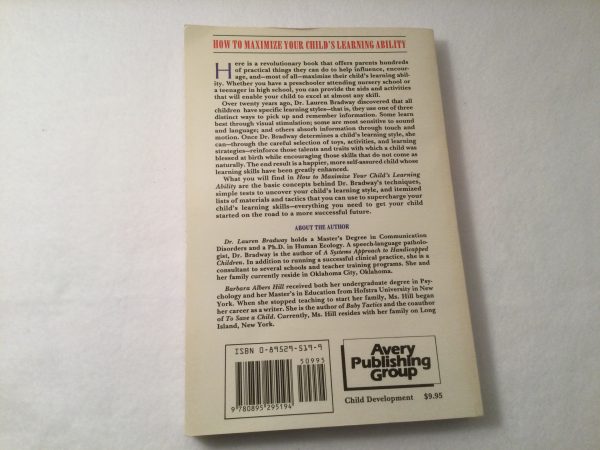 HOW TO MAXIMIZE YOUR CHILD'S LEARNING ABILITY
Here is a revolutionary book that offers parents hundreds
of practical things they can do to help influence, encour-
age, and—most of all—maximize their child's learning abil-
ity. Whether you have a preschooler attending nursery school or
a teenager in high school, you can provide the aids and activities
that will enable your child to excel at almost any skill.
Over twenty years ago, Dr. Lauren Bradway discovered that all
children have specific learning styles—that is, they use one of three
distinct ways to pick up and remember information. Some learn
best through visual stimulation; some are most sensitive to sound
and language; and others absorb information through touch and
motion. Once Dr. Bradway determines a child's learning style, she
can—through the careful selection of toys, activities, and learning
strategies—reinforce those talents and traits with which a child was
blessed at birth while encouraging those skills that do not come as
naturally. The end result is a happier, more self-assured child whose
learning skills have been greatly enhanced.
What you will find in How to Maximize Your Child's Learning
Ability are the basic concepts behind Dr. Bradway's techniques,
simple tests to uncover your child's learning style, and itemized
lists of materials and tactics that you can use to supercharge your
child's learning skills—everything you need to get your child
started on the road to a more successful future.
ABOUT THE AUTHOR
Dr. Lauren Bradway holds a Master's Degree in Communication
Disorders and a Ph.D. in Human Ecology. A speech-language patholo-
gist, Dr. Bradway is the author of A Systems Approach to Handicapped
Children. In addition to running a successful clinical practice, she is a
consultant to several schools and teacher training programs. She and
her family currently reside in Oklahoma City, Oklahoma.
Barbara Albers Hill received both her undergraduate degree in Psy-
chology and her Master's in Education from Hofstra University in New
York. When she stopped teaching to start her family, Ms. Hill began
her career as a writer. She is the author of Baby Tactics and the coauthor
of To Save a Child. Currently, Ms. Hill resides with her family on Long
Island, New York.
ISBN 0-89529-519-9
50995
9 780895 295194
Avery
Publishing
Group
Child Development $9.95